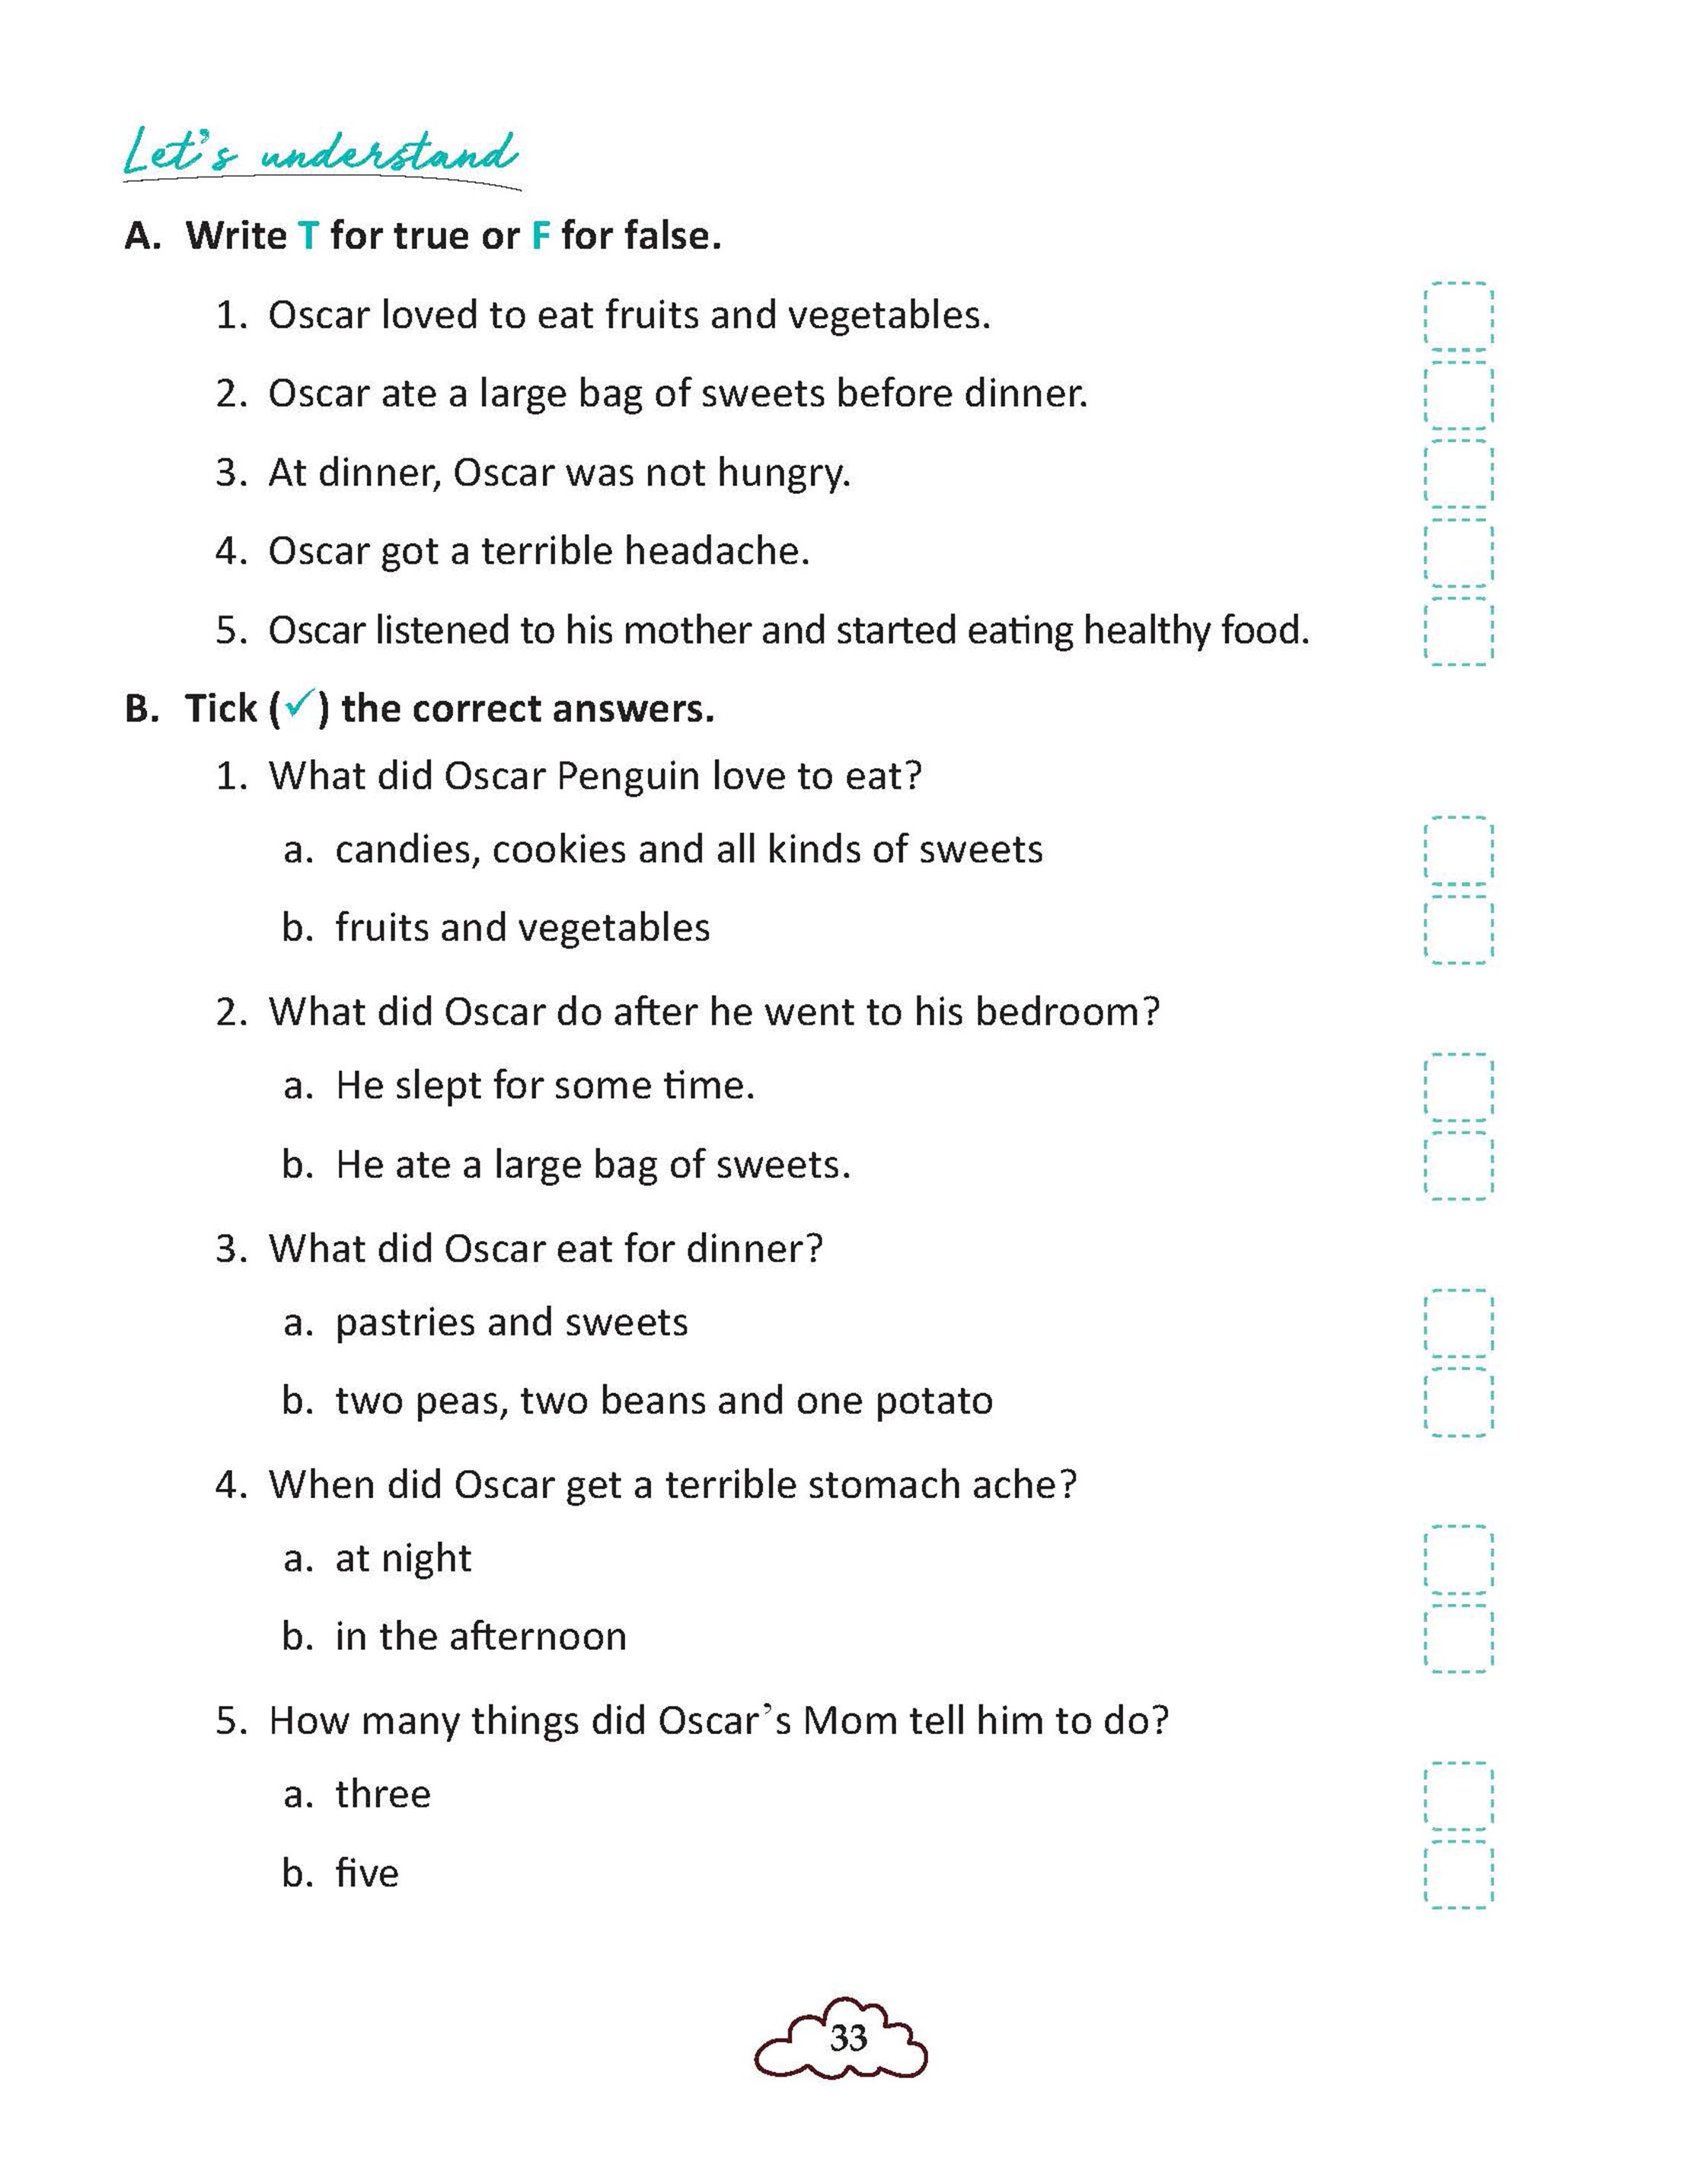 Let's understand
A. Write T for true or F for false.
1. Oscar loved to eat fruits and vegetables.
2. Oscar ate a large bag of sweets before dinner.
3. At dinner, Oscar was not hungry.
4. Oscar got a terrible headache.
5. Oscar listened to his mother and started eating healthy food.
B. Tick (✓) the correct answers.
1. What did Oscar Penguin love to eat?
a. candies, cookies and all kinds of sweets
b. fruits and vegetables
2. What did Oscar do after he went to his bedroom?
a. He slept for some time.
b. He ate a large bag of sweets.
3. What did Oscar eat for dinner?
a. pastries and sweets
b. two peas, two beans and one potato
4. When did Oscar get a terrible stomach ache?
a. at night
b. in the afternoon
5. How many things did Oscar's Mom tell him to do?
a. three
b. five
33